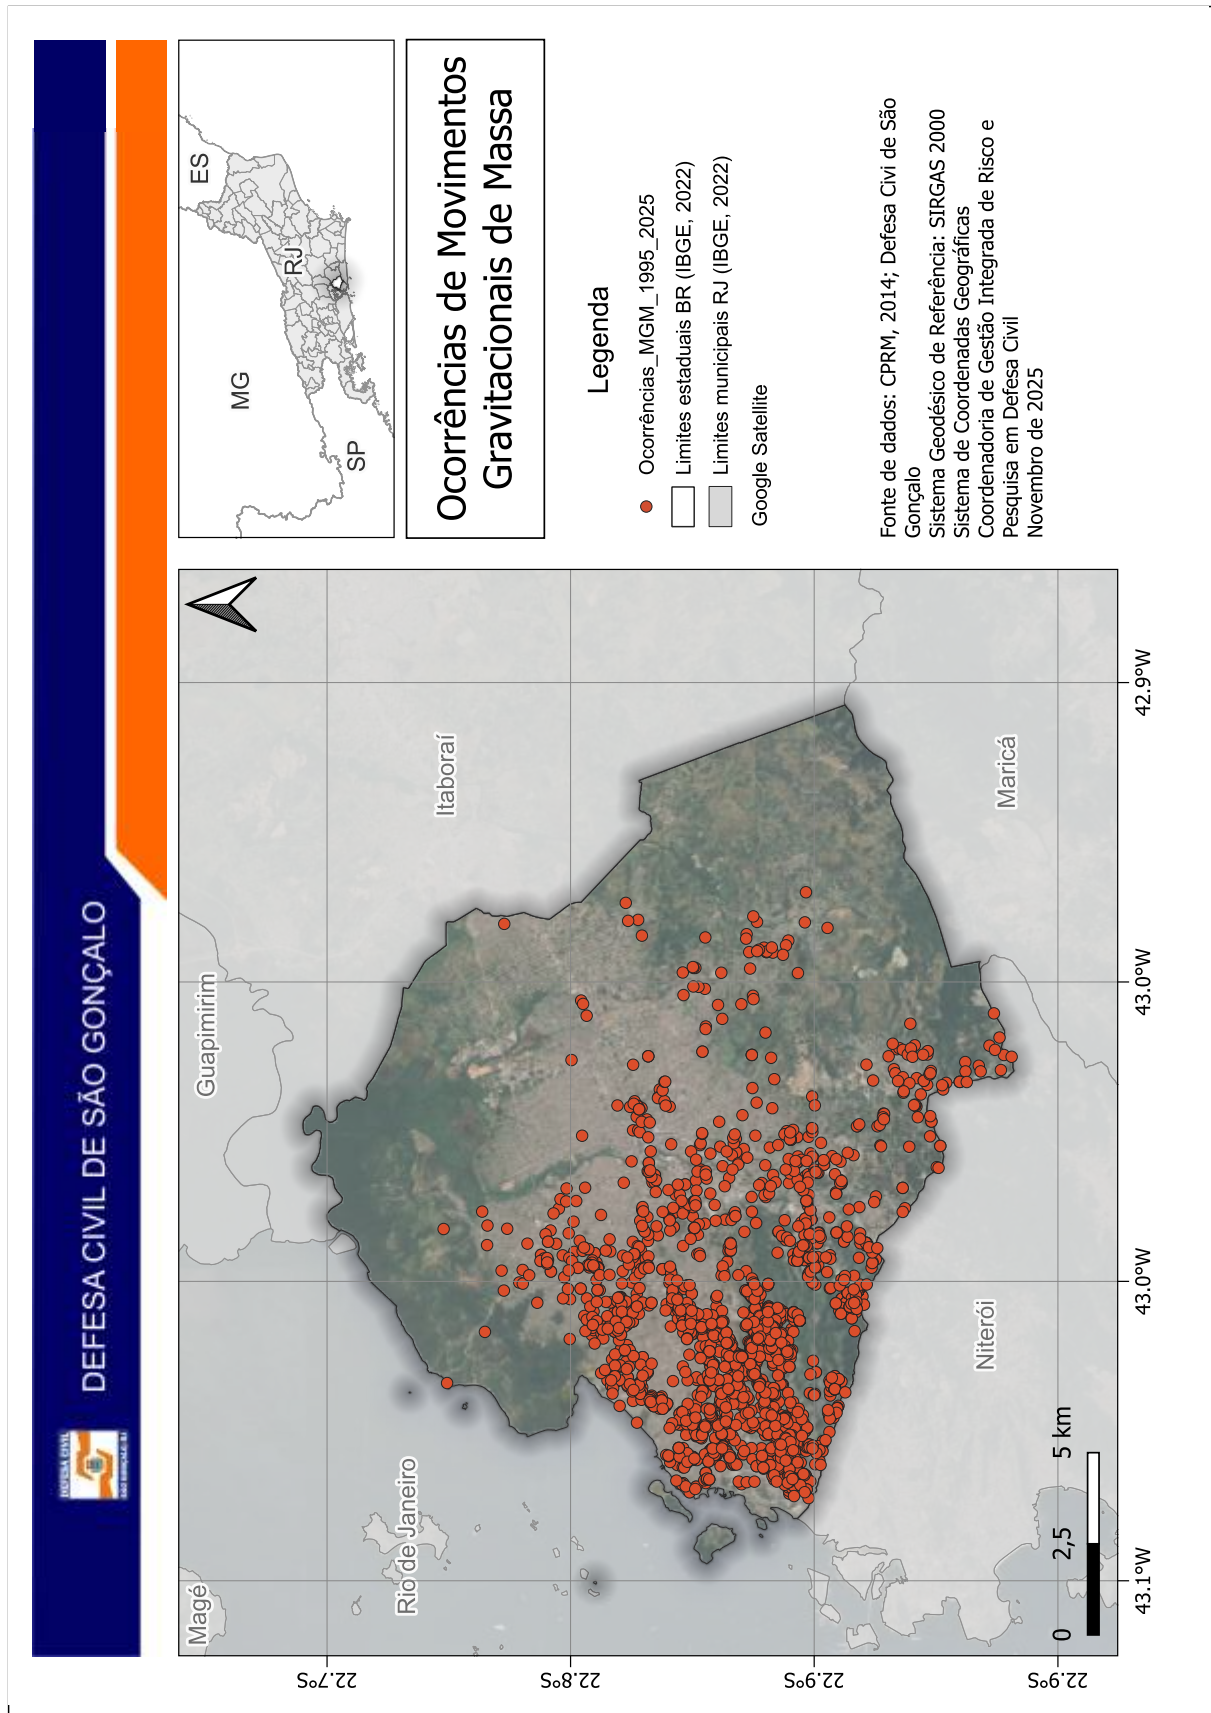 DEFESA CIVIL DE SÃO GONÇALO
DEFESA CIVIL
MG
ES
RJ
SP
Ocorrências de Movimentos
Gravitacionais de Massa
Legenda
Ocorrências_MGM_1995_2025
Limites estaduais BR (IBGE, 2022)
Limites municipais RJ (IBGE, 2022)
Google Satellite
Fonte de dados: CPRM, 2014; Defesa Civi de São
Gonçalo
Sistema Geodésico de Referência: SIRGAS 2000
Sistema de Coordenadas Geográficas
Coordenadoria de Gestão Integrada de Risco e
Pesquisa em Defesa Civil
Novembro de 2025
Magé
Guapimirim
Rio de Janeiro
Itaboraí
Niterói
Maricá
0 2,5 5 km
22.7°S
22.8°S
22.9°S
22.9°S
43.1°W
43.0°W
43.0°W
42.9°W